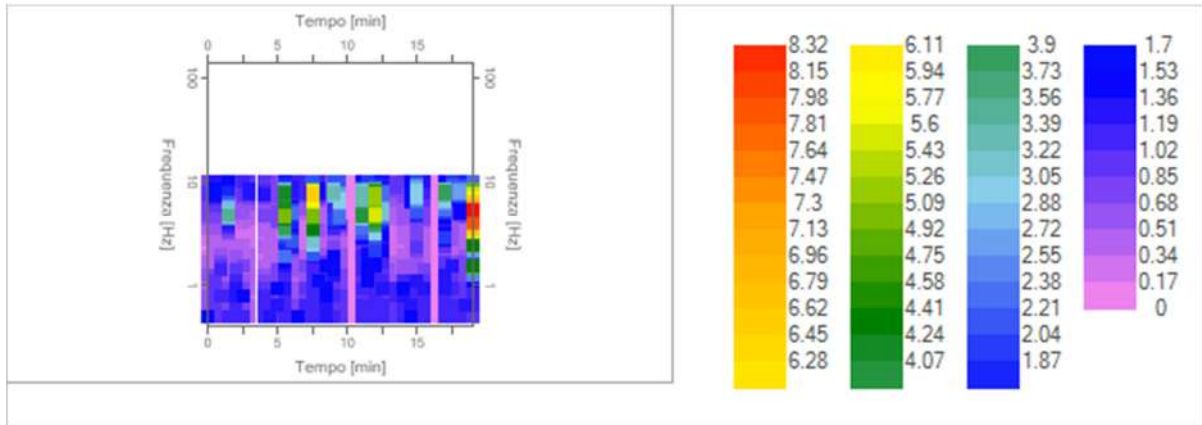 Tempo [min]
0 5 10 15
100 100
Frequenza [Hz] Frequenza [Hz]
10 10
1 1
0 5 10 15
Tempo [min]
8.32 6.11 3.9 1.7
8.15 5.94 3.73 1.53
7.98 5.77 3.56 1.36
7.81 5.6 3.39 1.19
7.64 5.43 3.22 1.02
7.47 5.26 3.05 0.85
7.3 5.09 2.88 0.68
7.13 4.92 2.72 0.51
6.96 4.75 2.55 0.34
6.79 4.58 2.38 0.17
6.62 4.41 2.21 0
6.45 4.24 2.04
6.28 4.07 1.87